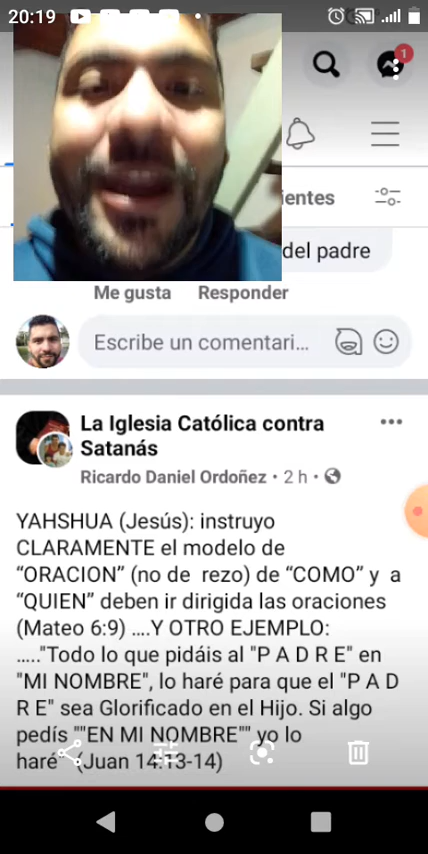 20:19
1
ientes
del padre
Me gusta Responder
Escribe un comentari...
La Iglesia Católica contra
Satanás
Ricardo Daniel Ordoñez • 2 h •
YAHSHUA (Jesús): instruyo
CLARAMENTE el modelo de
“ORACION” (no de rezo) de “COMO” y a
“QUIEN” deben ir dirigida las oraciones
(Mateo 6:9) ....Y OTRO EJEMPLO:
....."Todo lo que pidáis al "P A D R E" en
"MI NOMBRE", lo haré para que el "P A D
R E" sea Glorificado en el Hijo. Si algo
pedís ""EN MI NOMBRE"" yo lo
haré" (Juan 14:13-14)